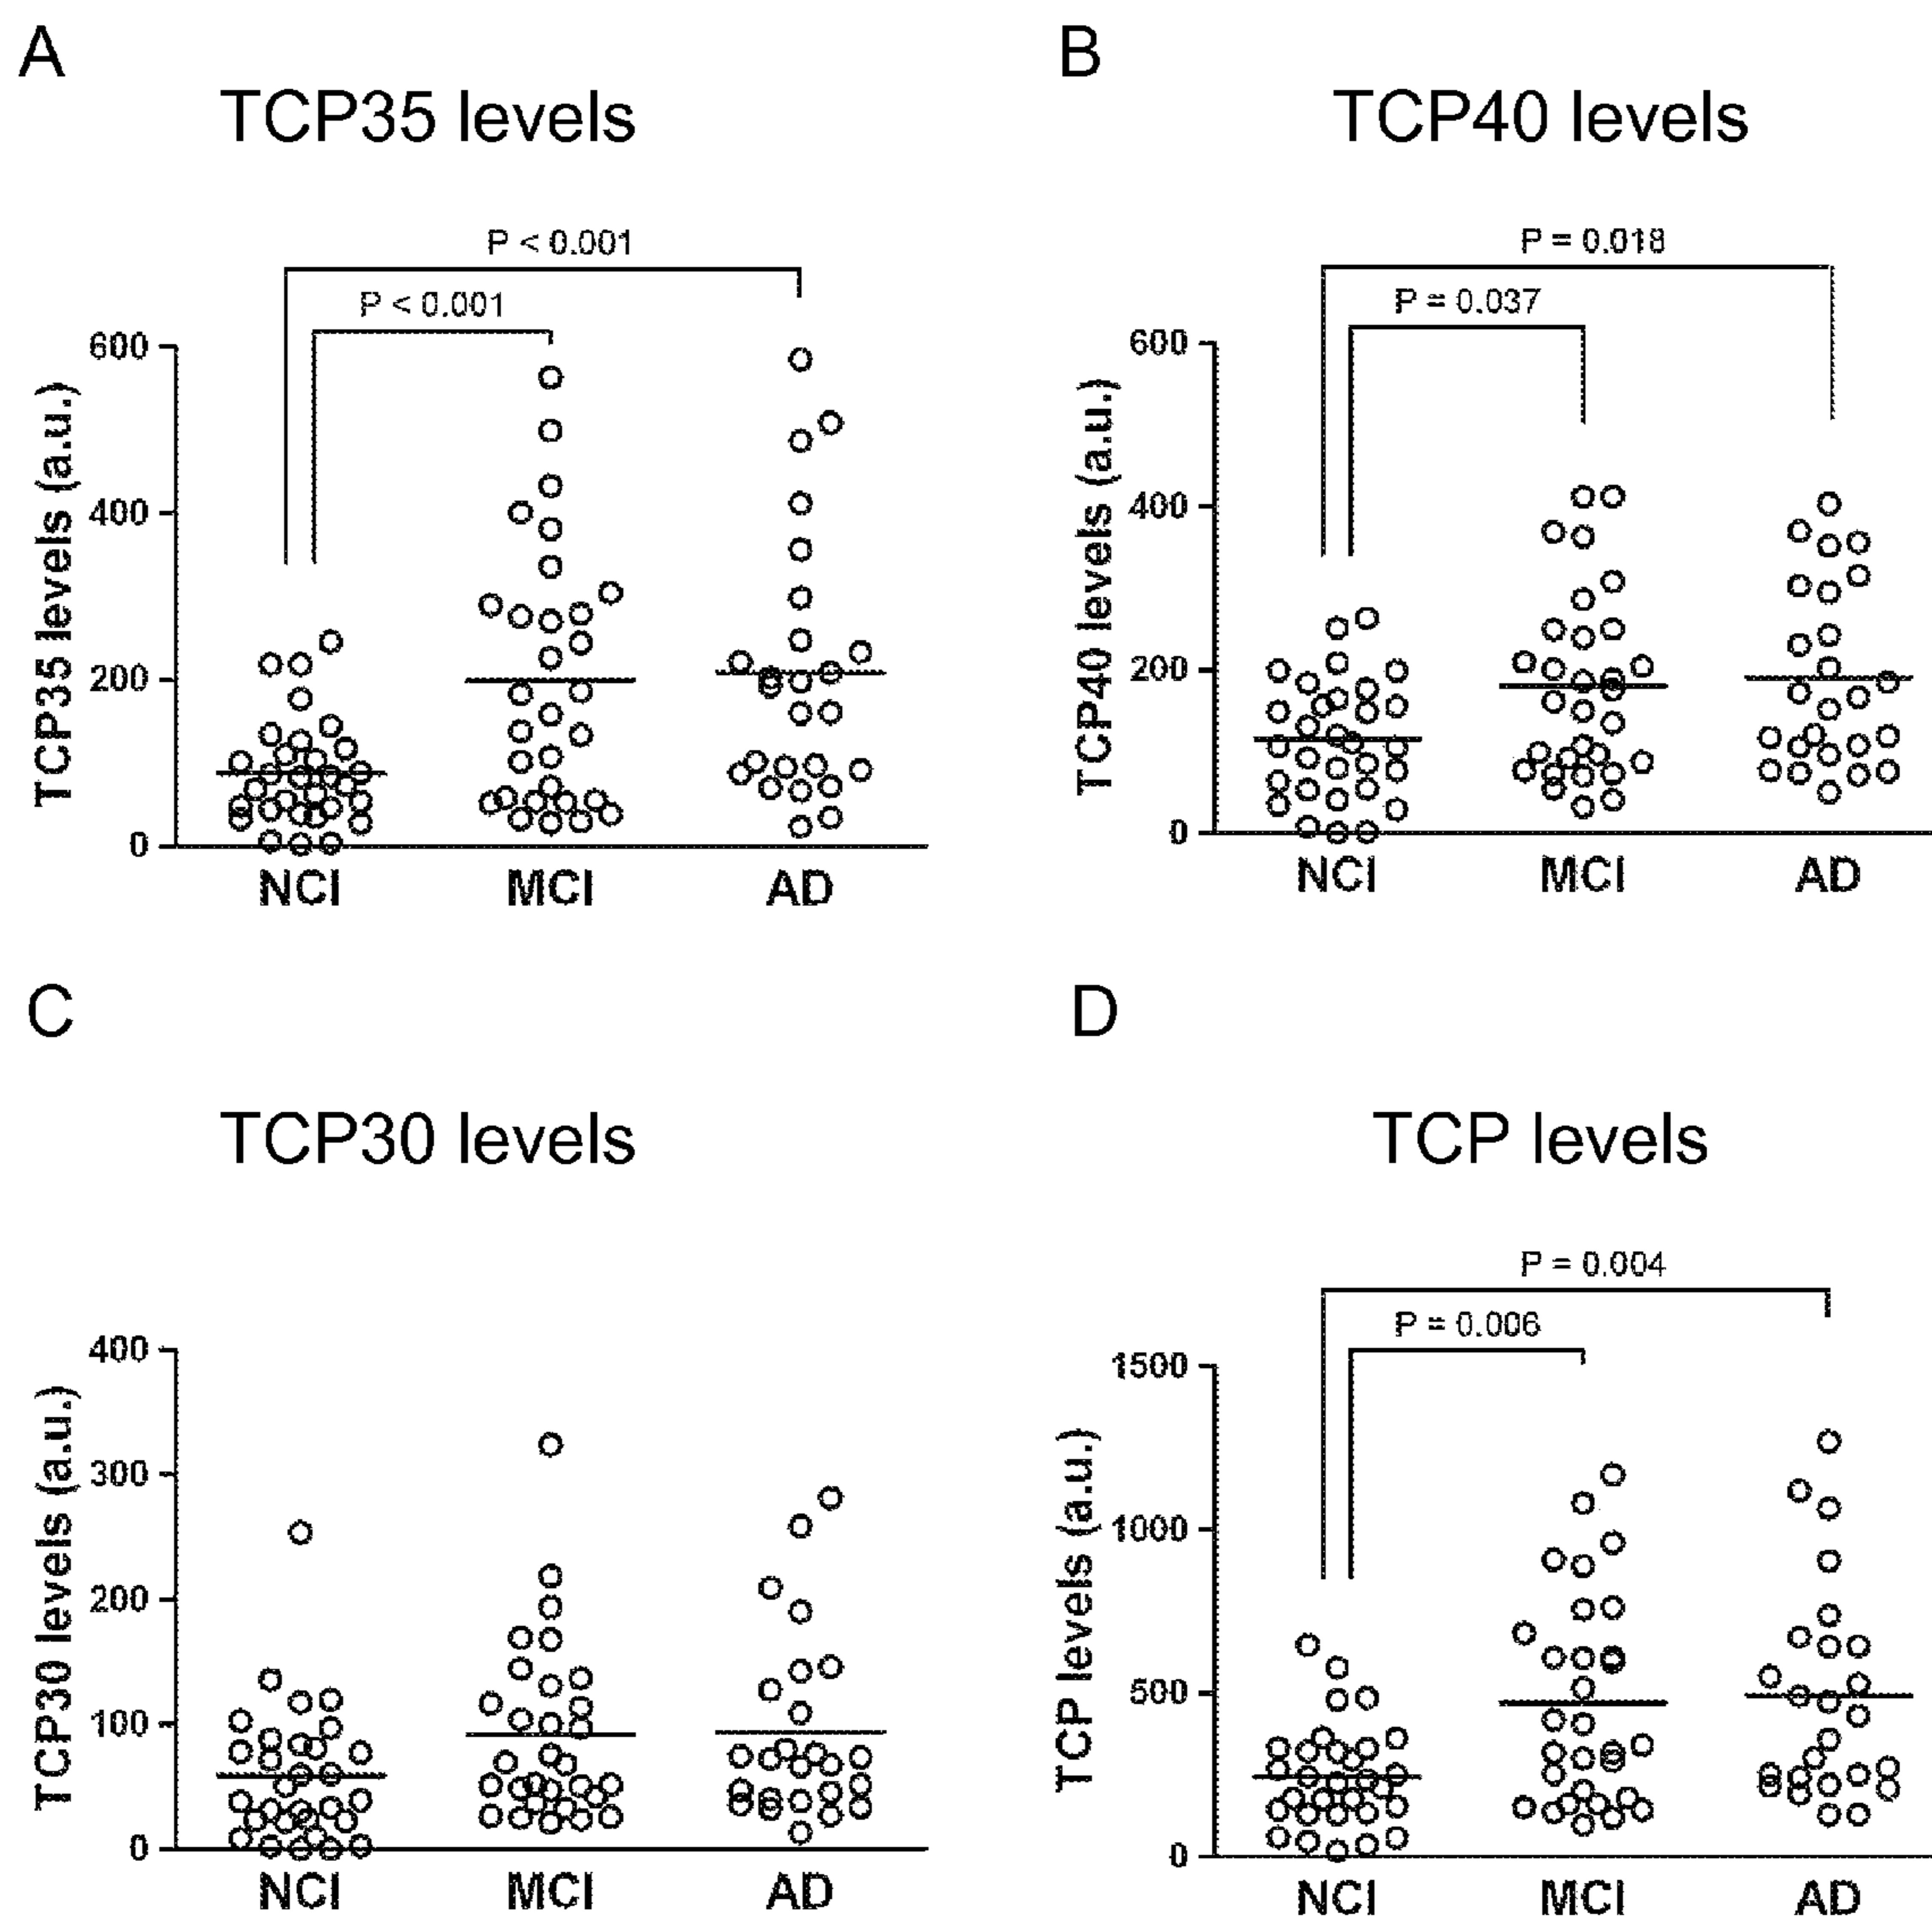 A
TCP35 levels
P < 0.001
P < 0.001
TCP35 levels (a.u.)
600
400
200
0
NCI MCI AD
B
TCP40 levels
P = 0.018
P = 0.037
TCP40 levels (a.u.)
600
400
200
0
NCI MCI AD
C
TCP30 levels
TCP30 levels (a.u.)
400
300
200
100
0
NCI MCI AD
D
TCP levels
P = 0.004
P = 0.006
TCP levels (a.u.)
1500
1000
500
0
NCI MCI AD